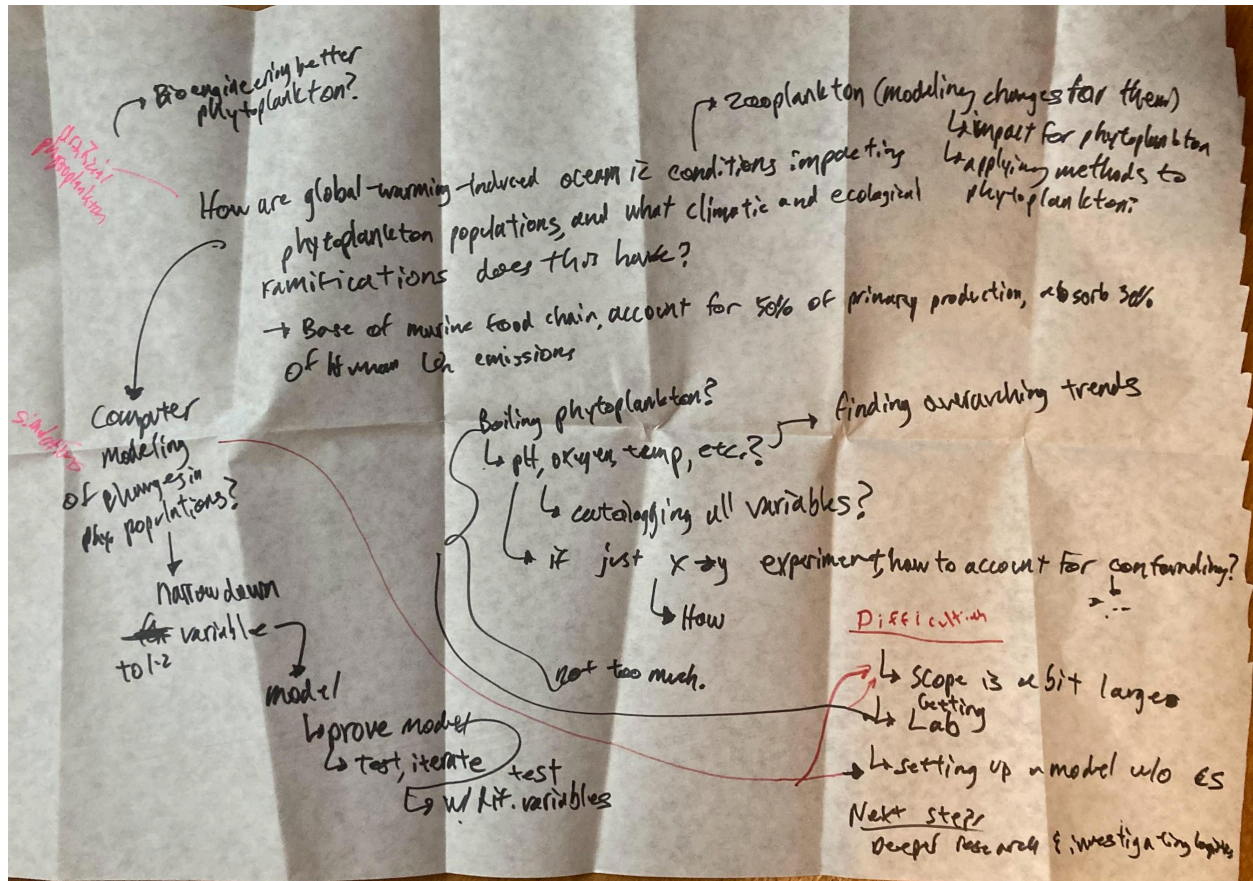 Bioengineering better
phytoplankton?
artificial
phytoplankton
Zooplankton (modeling changes for them)
↳ impact for phytoplankton
↳ applying methods to
phytoplankton?
How are global-warming-induced oceanic conditions impacting
phytoplankton populations, and what climatic and ecological
ramifications does this have?
→ Base of marine food chain, account for 50% of primary production, absorb 30%
of Human CO2 emissions
simulations
Computer
modeling
of changes in
phyto populations?
narrow down
variable
to 1-2
model
↳ prove model
↳ test, iterate
test
↳ w/ dif. variables
Boiling phytoplankton?
↳ pH, oxygen, temp, etc.?
→ finding overarching trends
↳ catalogging all variables?
→ if just x→y experiment, how to account for confounding?
↳ How
not too much.
Difficulties
↳ scope is a bit large
↳ Getting Lab
↳ setting up a model w/o CS
Next steps
Deeper research & investigating logistics